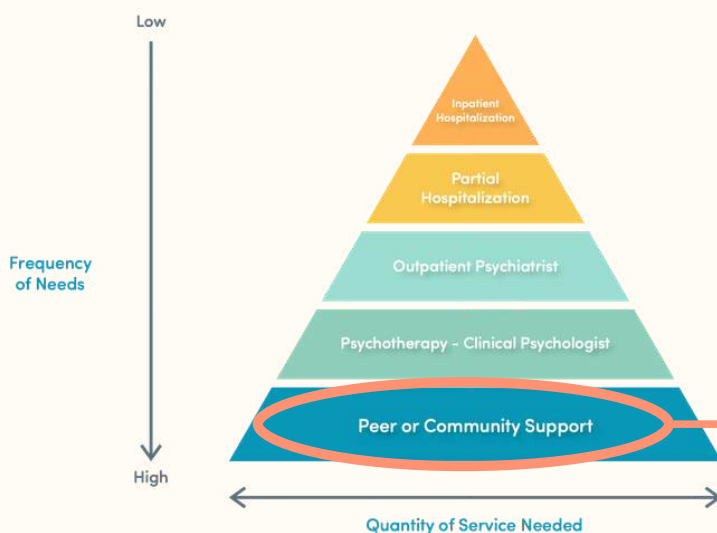 Low
Inpatient
Hospitalization
Partial
Hospitalization
Frequency
of Needs
Outpatient Psychiatrist
Psychotherapy - Clinical Psychologist
Peer or Community Support
High
Quantity of Service Needed